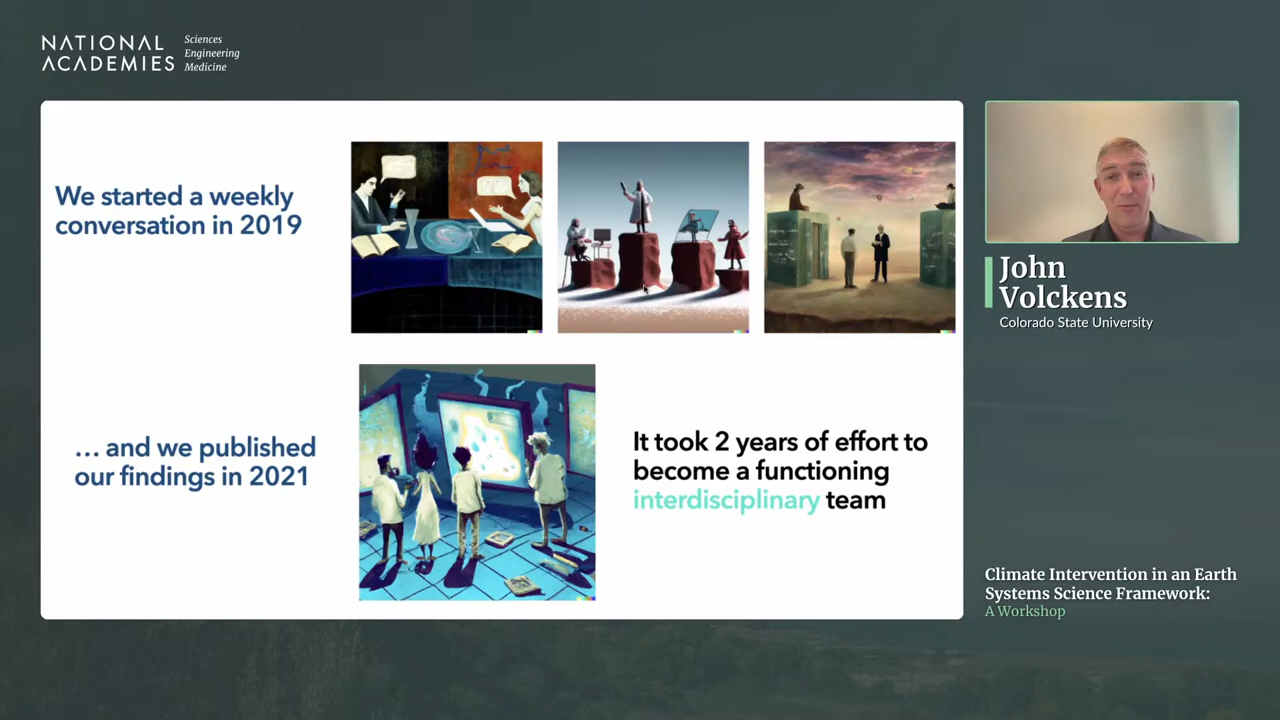 NATIONAL
ACADEMIES
Sciences
Engineering
Medicine
We started a weekly
conversation in 2019
… and we published
our findings in 2021
It took 2 years of effort to
become a functioning
interdisciplinary team
John
Volckens
Colorado State University
Climate Intervention in an Earth
Systems Science Framework:
A Workshop